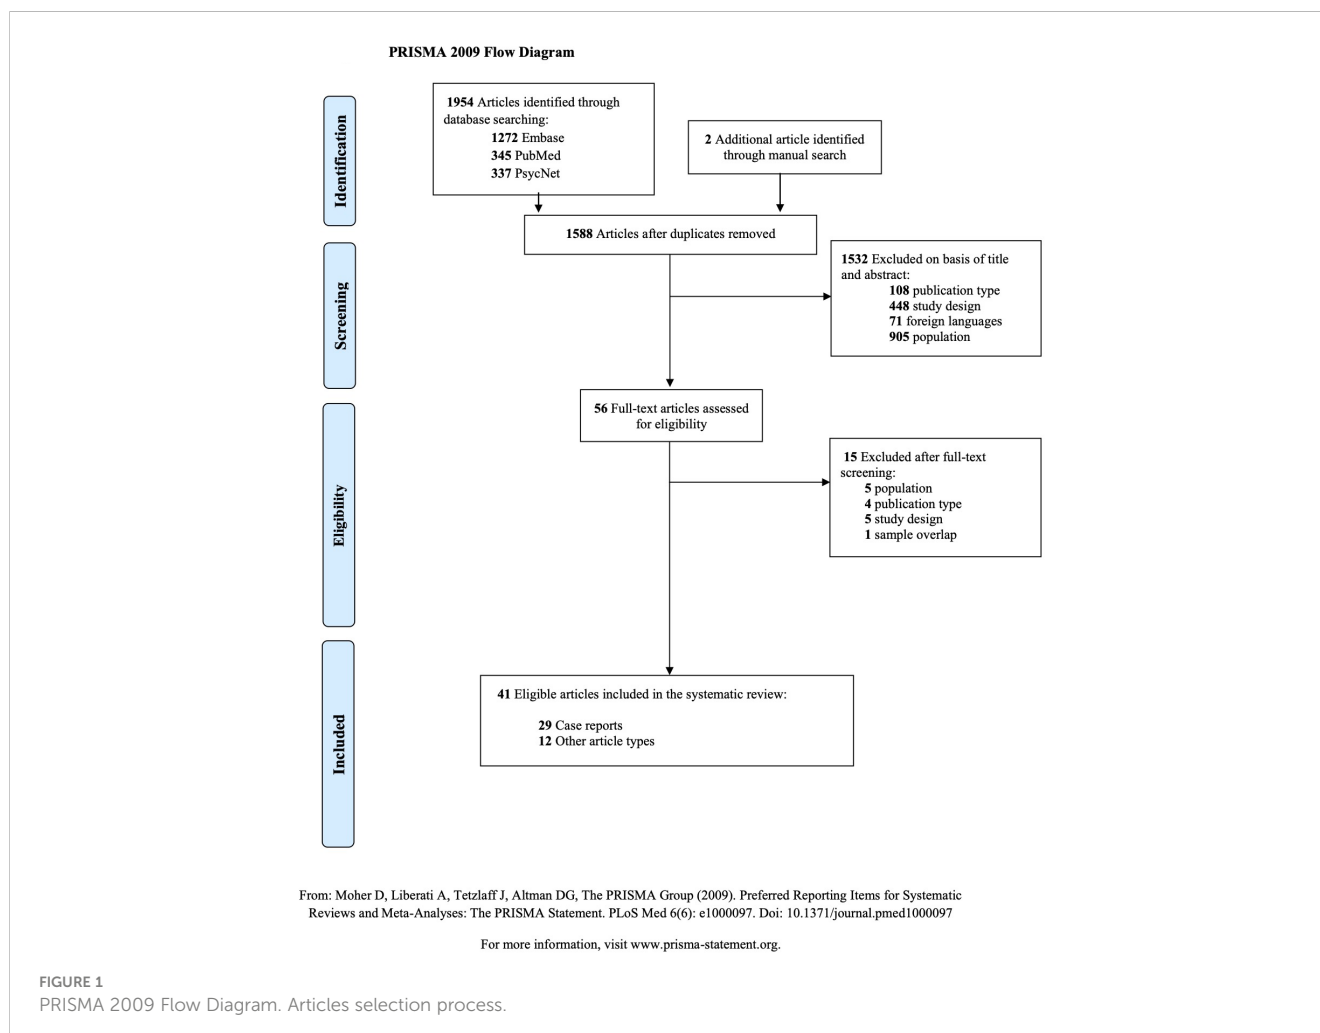 PRISMA 2009 Flow Diagram
Identification
1954 Articles identified through
database searching:
1272 Embase
345 PubMed
337 PsycNet
2 Additional article identified
through manual search
1588 Articles after duplicates removed
Screening
1532 Excluded on basis of title
and abstract:
108 publication type
448 study design
71 foreign languages
905 population
56 Full-text articles assessed
for eligibility
Eligibility
15 Excluded after full-text
screening:
5 population
4 publication type
5 study design
1 sample overlap
Included
41 Eligible articles included in the systematic review:
29 Case reports
12 Other article types
From: Moher D, Liberati A, Tetzlaff J, Altman DG, The PRISMA Group (2009). Preferred Reporting Items for Systematic
Reviews and Meta-Analyses: The PRISMA Statement. PLoS Med 6(6): e1000097. Doi: 10.1371/journal.pmed1000097
For more information, visit www.prisma-statement.org.
FIGURE 1
PRISMA 2009 Flow Diagram. Articles selection process.